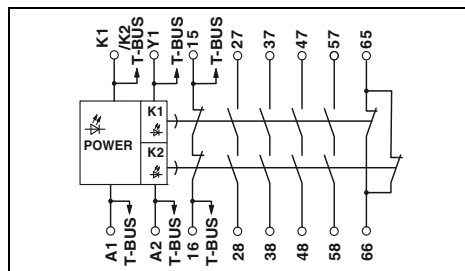 K1
/K2
T-BUS
Y1
T-BUS
15
T-BUS
27
37
47
57
65
K1
POWER
K2
A1
T-BUS
A2
T-BUS
16
T-BUS
28
38
48
58
66